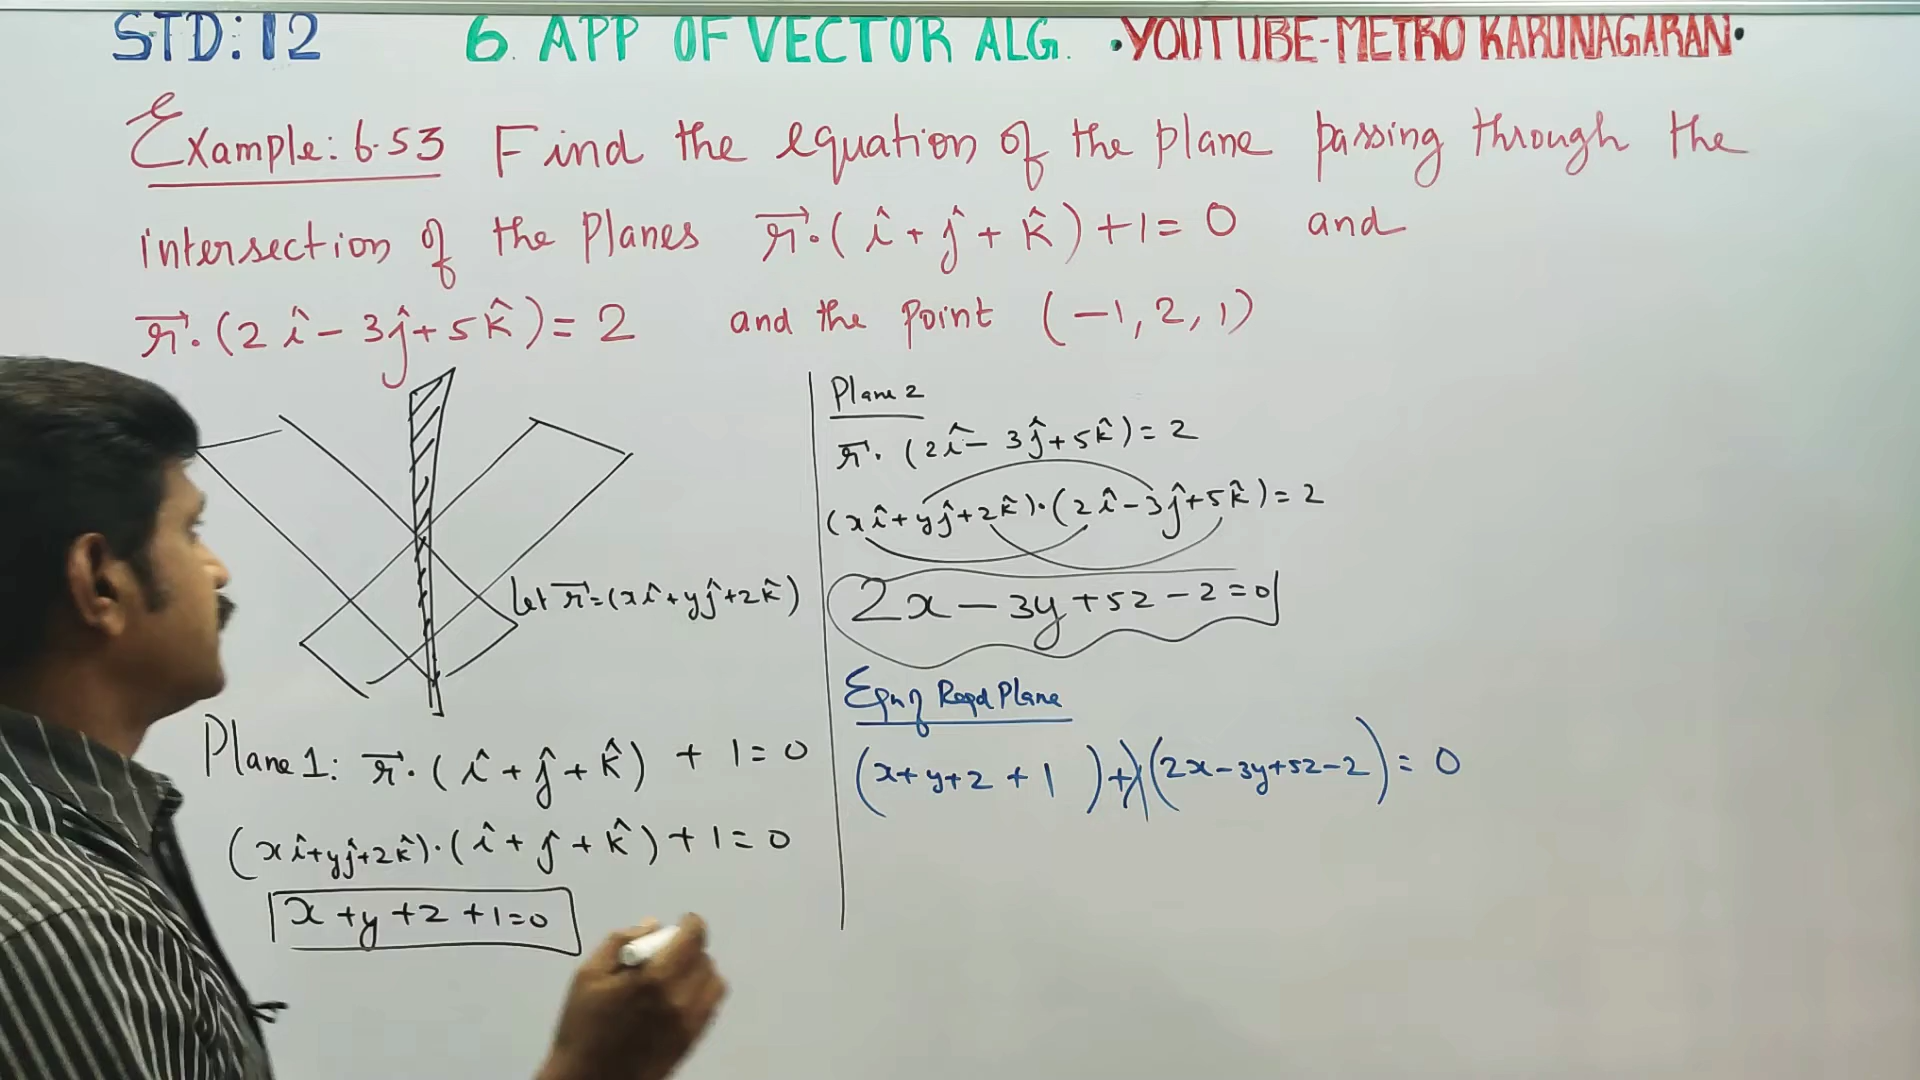 STD: 12 6. APP OF VECTOR ALG. •YOUTUBE-METRO KARUNAGARAN•
Example: 6.53 Find the equation of the plane passing through the
intersection of the Planes r⃗·(î+ĵ+k̂)+1=0 and
r⃗·(2î-3ĵ+5k̂)=2 and the Point (-1,2,1)
let r⃗=(xî+yĵ+zk̂)
Plane 1: r⃗·(î+ĵ+k̂) + 1=0
(xî+yĵ+zk̂)·(î+ĵ+k̂)+1=0
x+y+z+1=0
Plane 2
r⃗·(2î-3ĵ+5k̂)=2
(xî+yĵ+zk̂)·(2î-3ĵ+5k̂)=2
2x-3y+5z-2=0
Eqn of Reqd Plane
(x+y+z+1)+λ(2x-3y+5z-2)=0